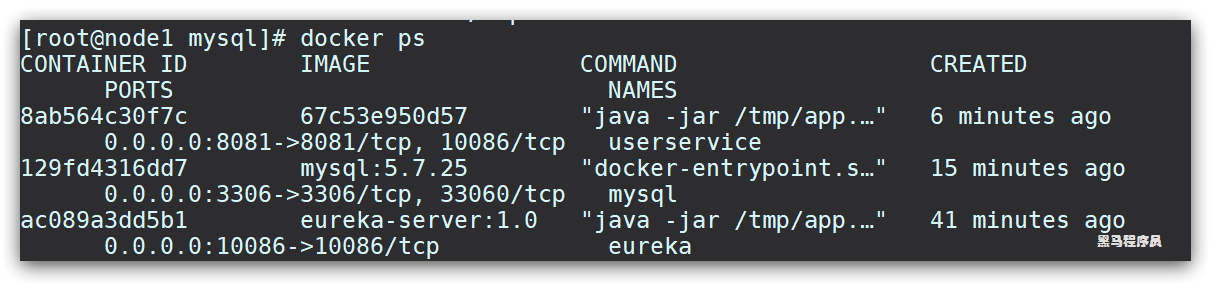 [root@node1 mysql]# docker ps
CONTAINER ID        IMAGE               COMMAND                  CREATED
      PORTS                               NAMES
8ab564c30f7c        67c53e950d57        "java -jar /tmp/app.…"   6 minutes ago
      0.0.0.0:8081->8081/tcp, 10086/tcp   userservice
129fd4316dd7        mysql:5.7.25        "docker-entrypoint.s…"   15 minutes ago
      0.0.0.0:3306->3306/tcp, 33060/tcp   mysql
ac089a3dd5b1        eureka-server:1.0   "java -jar /tmp/app.…"   41 minutes ago
      0.0.0.0:10086->10086/tcp            eureka
黑马程序员